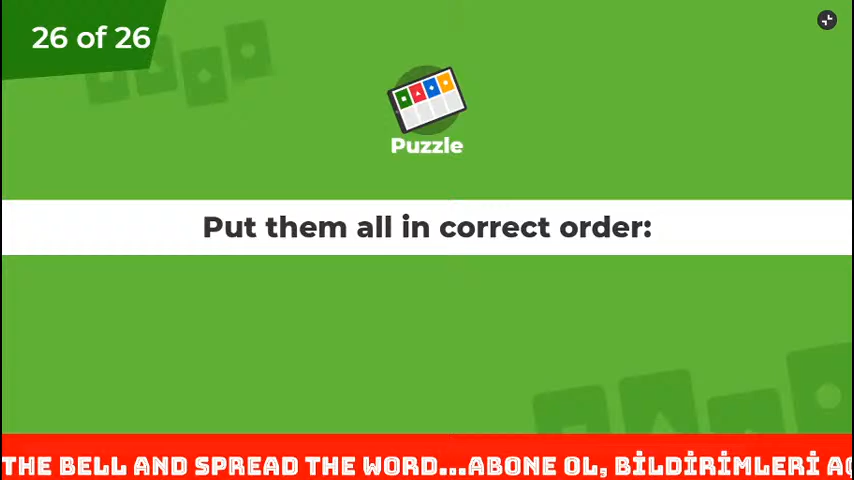 26 of 26
Puzzle
Put them all in correct order:
THE BELL AND SPREAD THE WORD...ABONE OL, BİLDİRİMLERİ